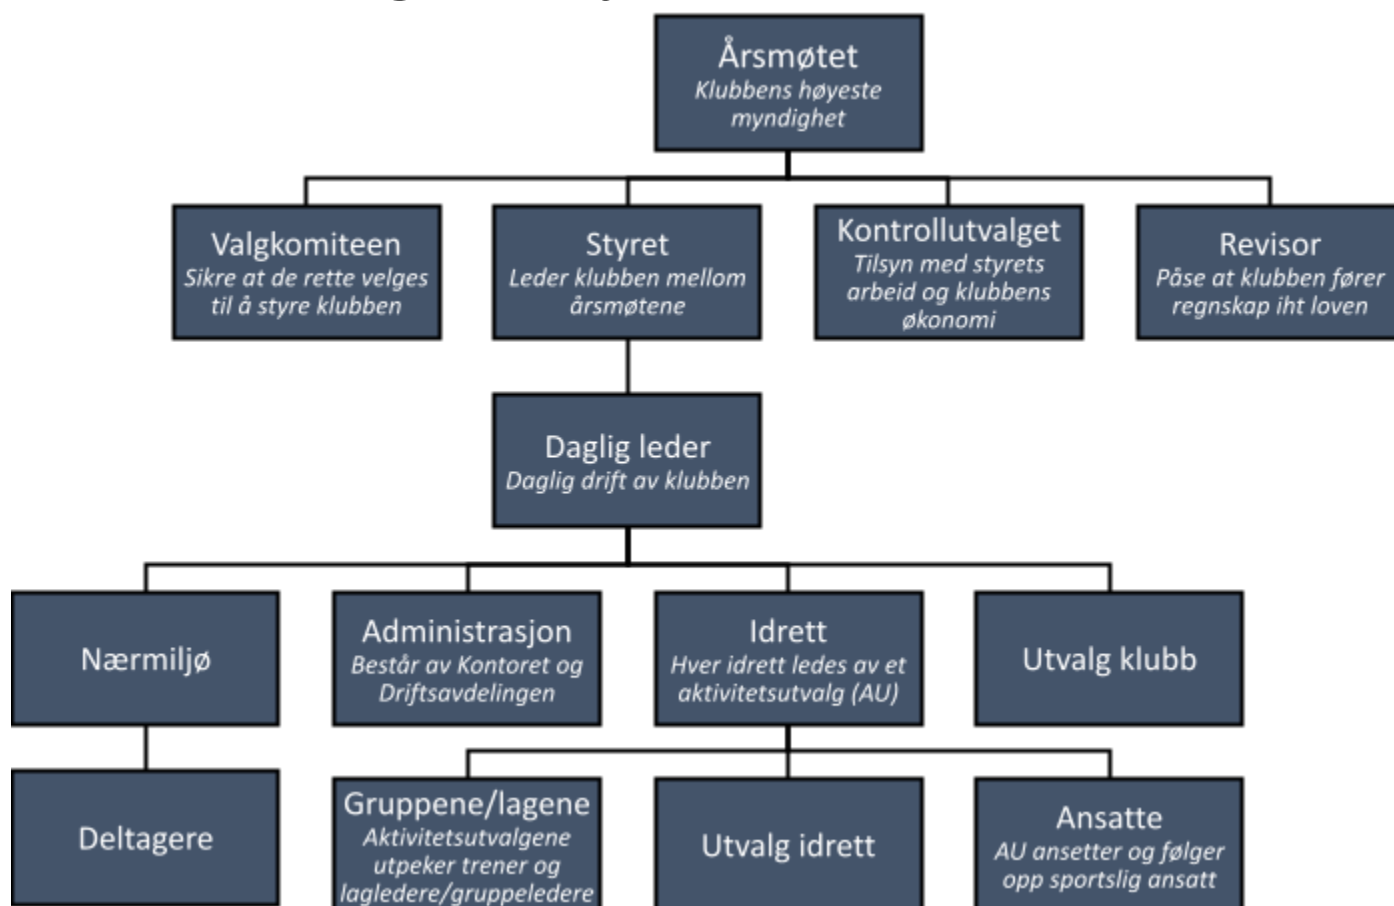 Årsmøtet
Klubbens høyeste
myndighet
Valgkomiteen
Sikre at de rette velges
til å styre klubben
Styret
Leder klubben mellom
årsmøtene
Kontrollutvalget
Tilsyn med styrets
arbeid og klubbens
økonomi
Revisor
Påse at klubben fører
regnskap iht loven
Daglig leder
Daglig drift av klubben
Nærmiljø
Administrasjon
Består av Kontoret og
Driftsavdelingen
Idrett
Hver idrett ledes av et
aktivitetsutvalg (AU)
Utvalg klubb
Deltagere
Gruppene/lagene
Aktivitetsutvalgene
utpeker trener og
lagledere/gruppeledere
Utvalg idrett
Ansatte
AU ansetter og følger
opp sportslig ansatt